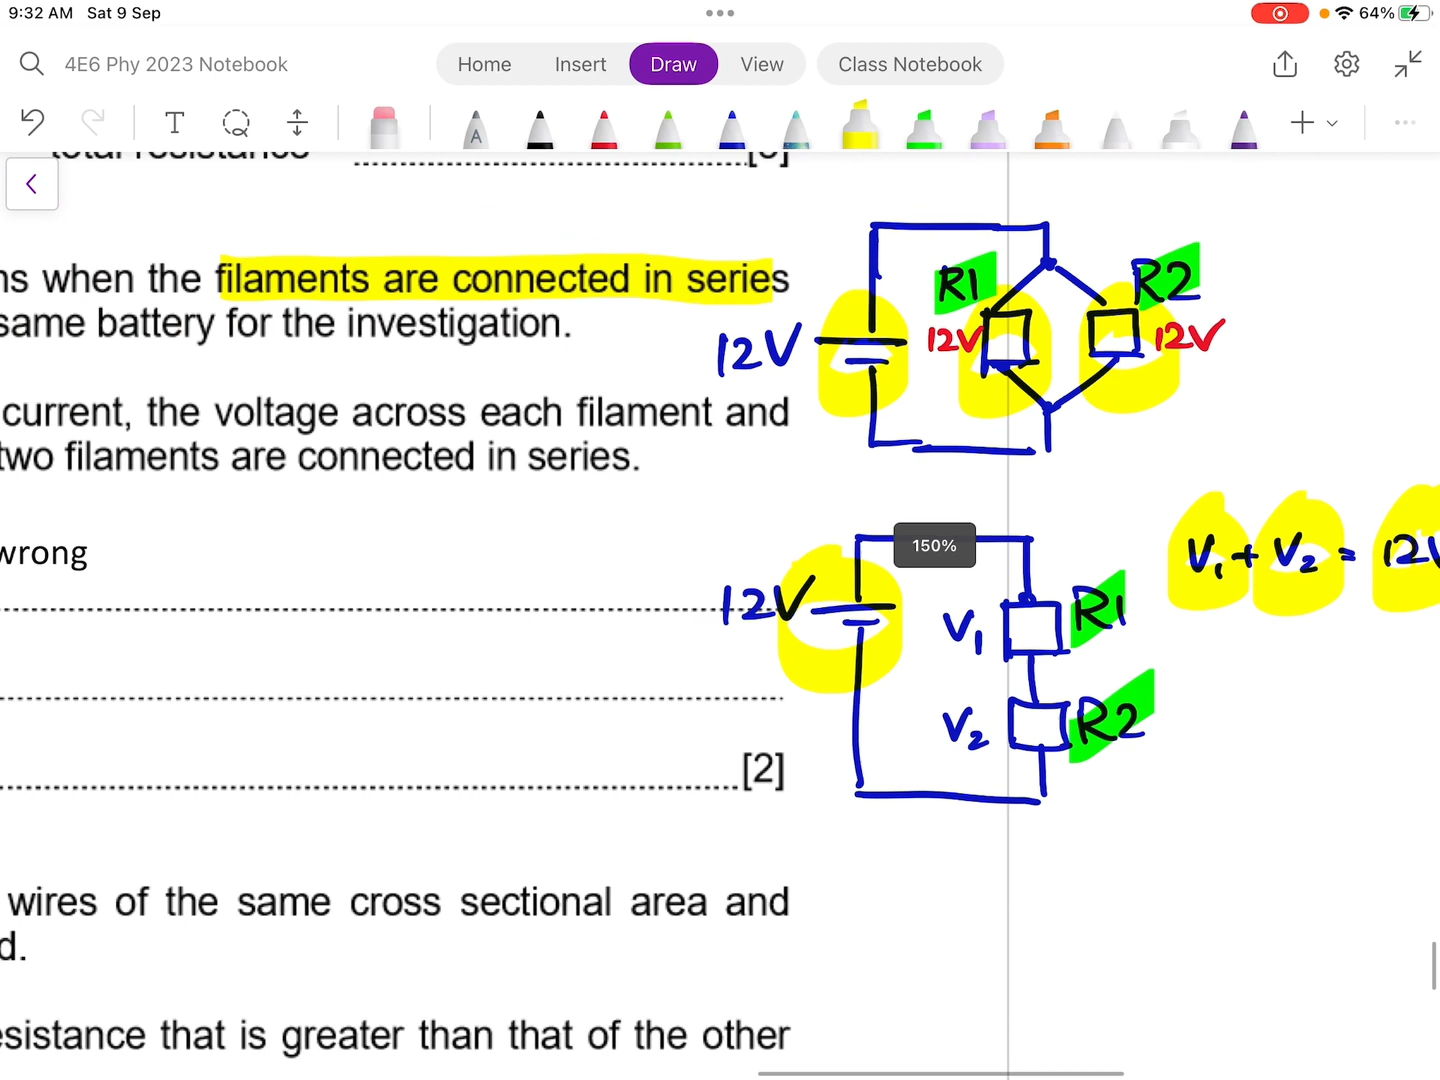 9:32 AM Sat 9 Sep
64%
4E6 Phy 2023 Notebook
Home
Insert
Draw
View
Class Notebook
T
A
total resistance
ns when the filaments are connected in series
same battery for the investigation.
current, the voltage across each filament and
two filaments are connected in series.
wrong
[2]
wires of the same cross sectional area and
d.
esistance that is greater than that of the other
R1
R2
12V
12V
12V
150%
V₁ + V₂ = 12V
12V
V₁
R1
V₂
R2